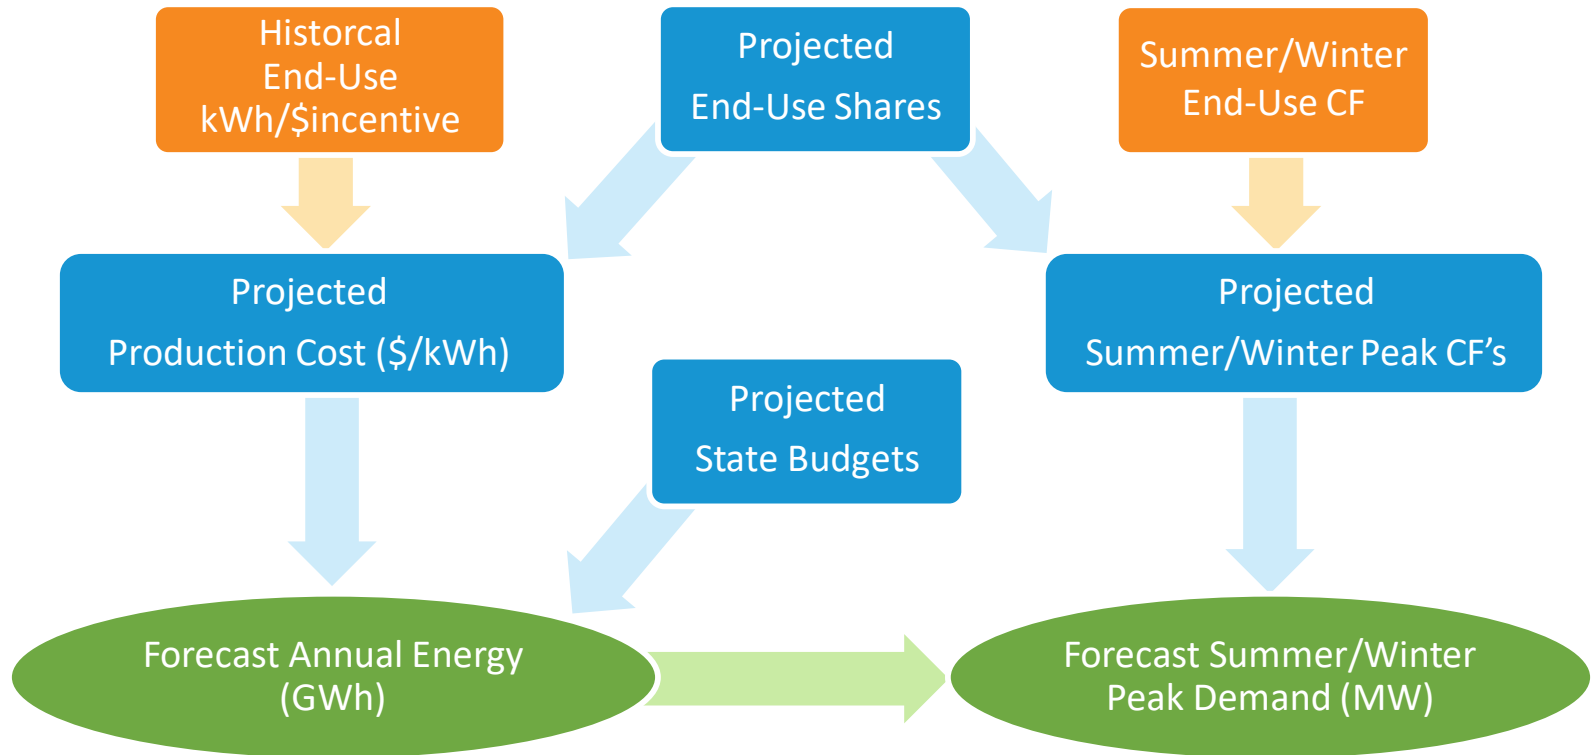 Historcal
End-Use
kWh/$incentive
Projected
End-Use Shares
Summer/Winter
End-Use CF
Projected
Production Cost ($/kWh)
Projected
Summer/Winter Peak CF’s
Projected
State Budgets
Forecast Annual Energy
(GWh)
Forecast Summer/Winter
Peak Demand (MW)